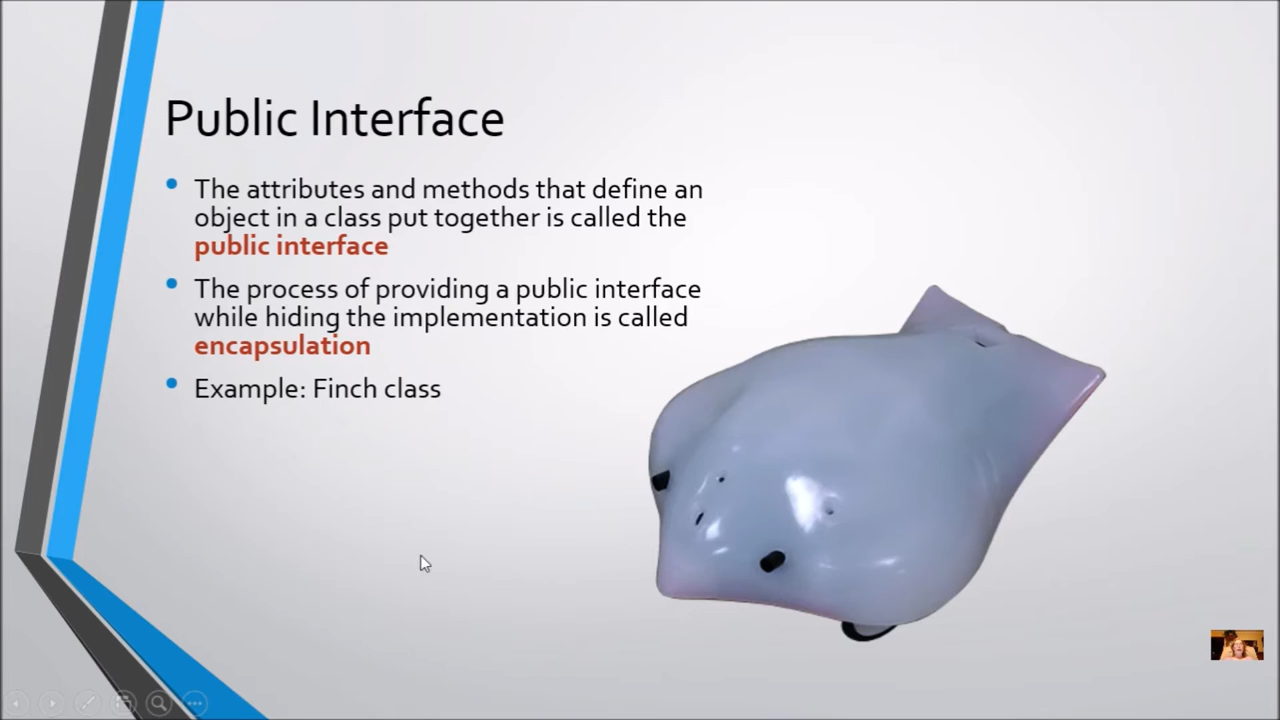 Public Interface
The attributes and methods that define an
object in a class put together is called the
public interface
The process of providing a public interface
while hiding the implementation is called
encapsulation
Example: Finch class